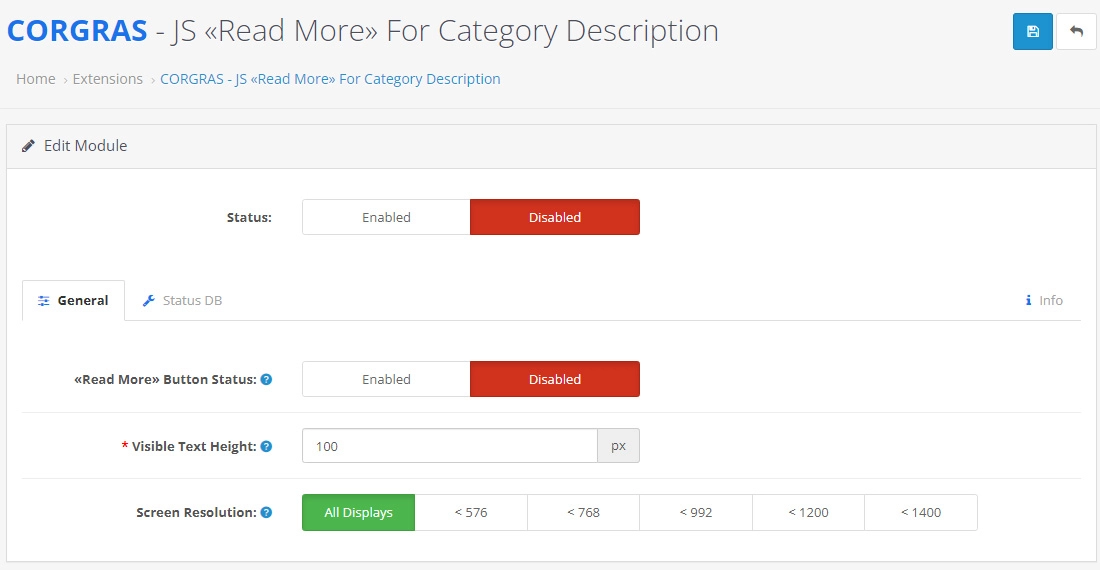 CORGRAS - JS «Read More» For Category Description
Home › Extensions › CORGRAS - JS «Read More» For Category Description
Edit Module
Status: Enabled Disabled
General Status DB Info
«Read More» Button Status: Enabled Disabled
* Visible Text Height: 100 px
Screen Resolution: All Displays < 576 < 768 < 992 < 1200 < 1400